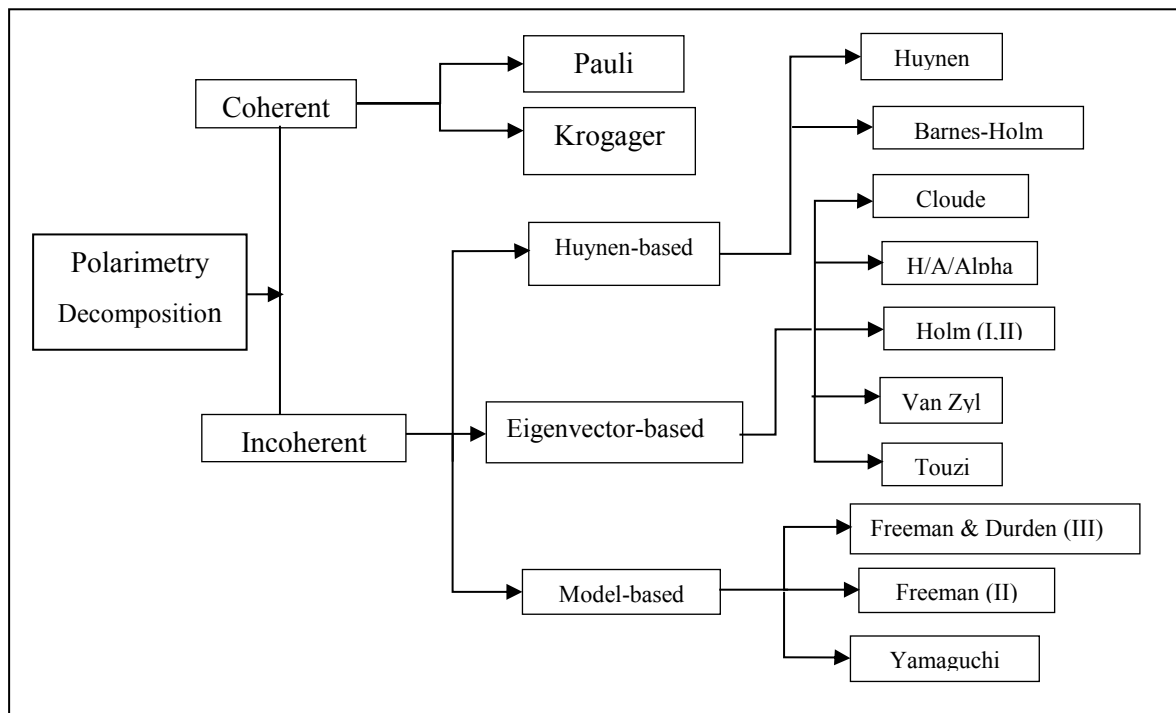 Polarimetry
Decomposition
Coherent
Pauli
Krogager
Incoherent
Huynen-based
Huynen
Barnes-Holm
Eigenvector-based
Cloude
H/A/Alpha
Holm (I,II)
Van Zyl
Touzi
Model-based
Freeman & Durden (III)
Freeman (II)
Yamaguchi